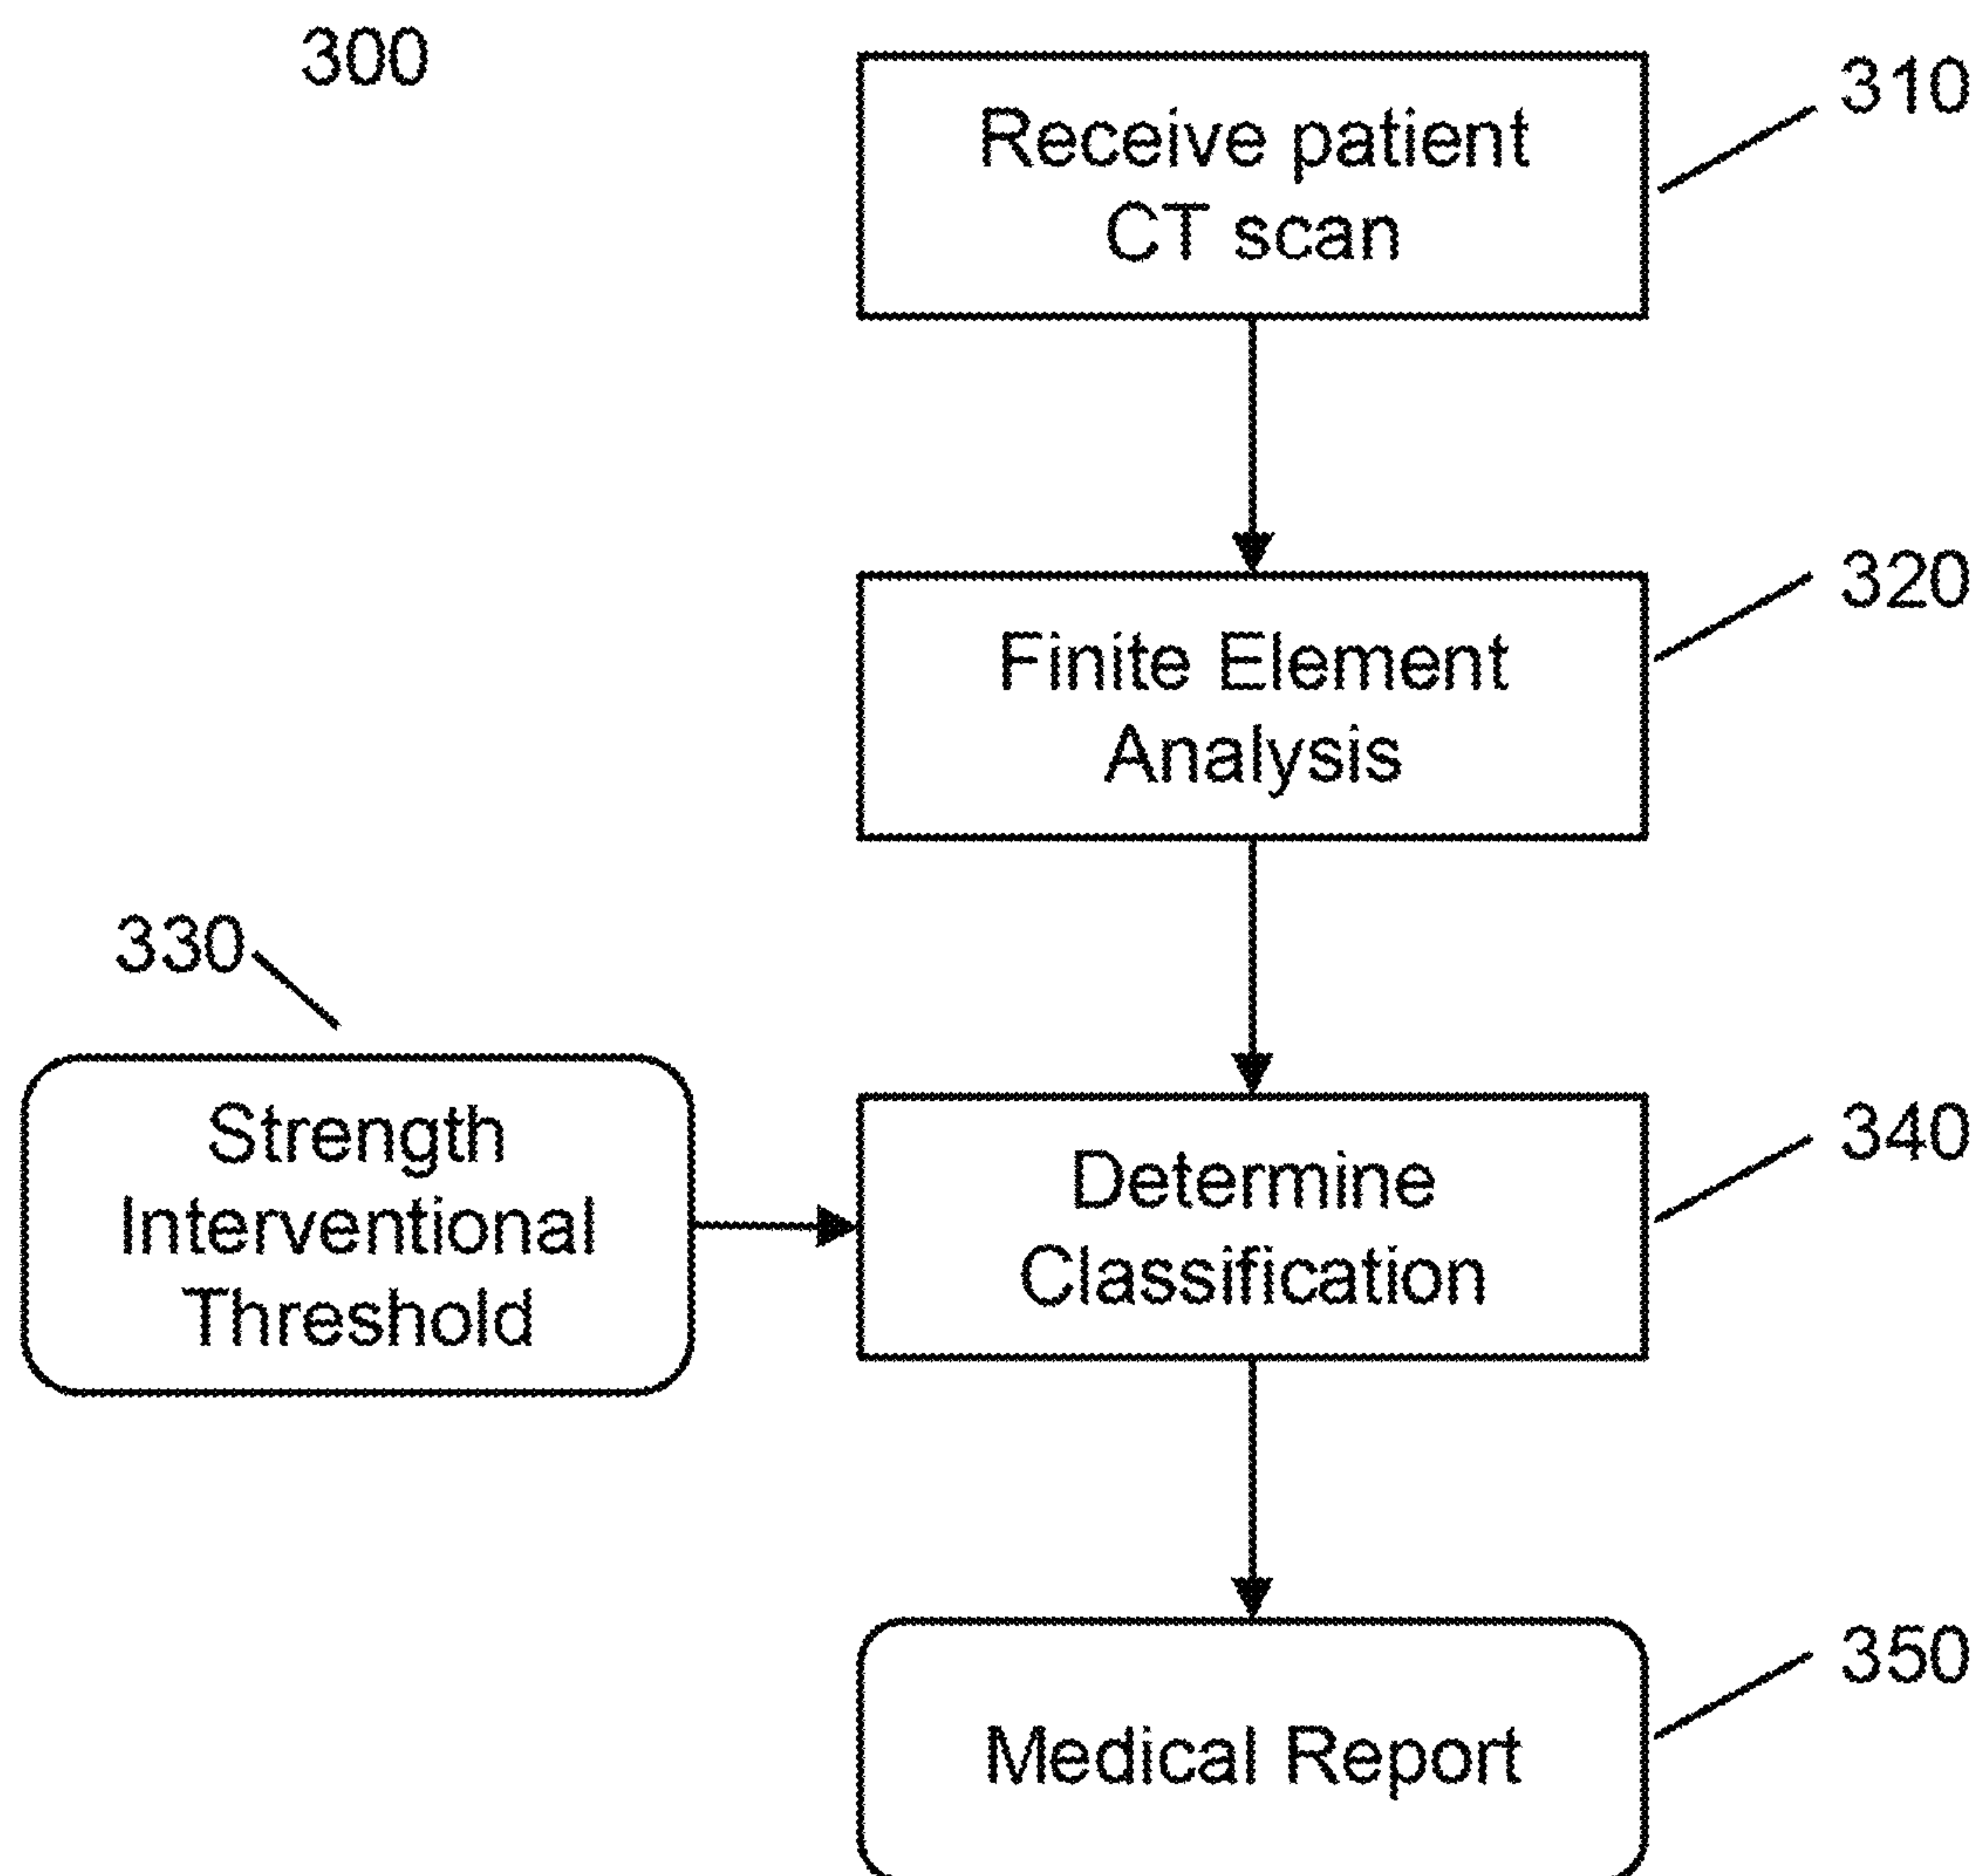 300
310
Receive patient
CT scan
320
Finite Element
Analysis
330
Strength
Interventional
Threshold
340
Determine
Classification
350
Medical Report